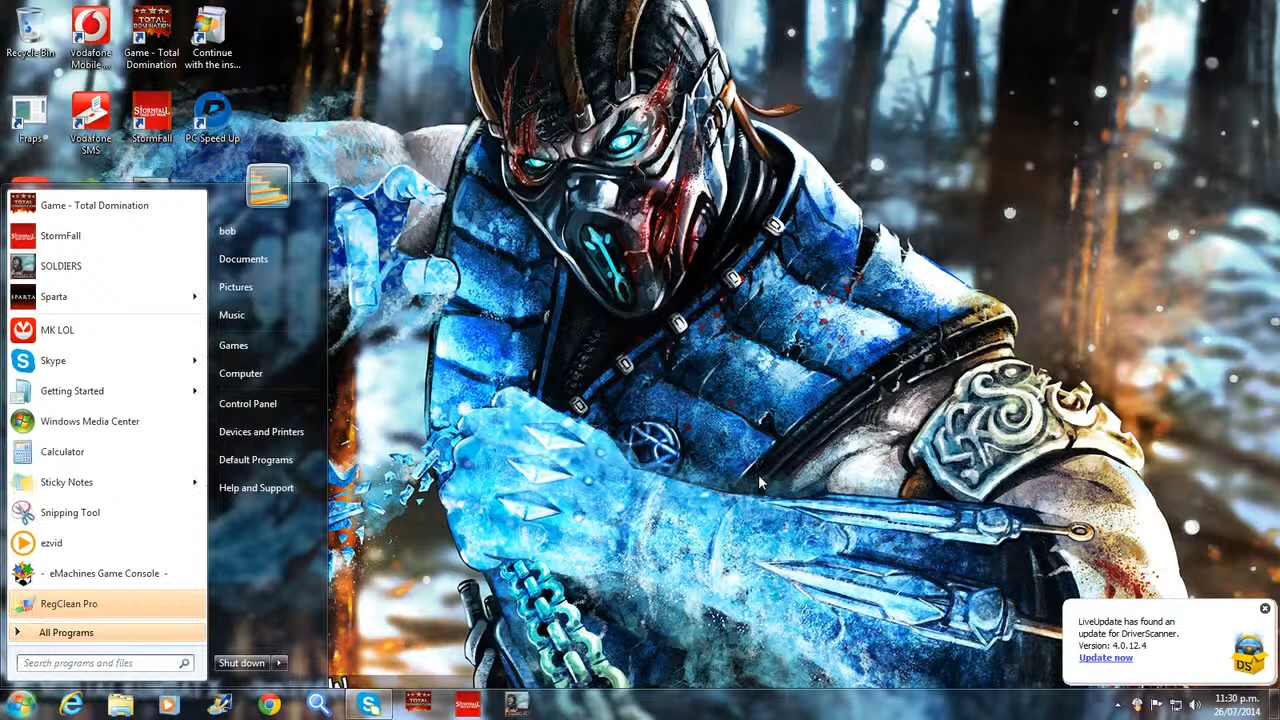 Recycle Bin
Vodafone
Mobile ...
Game - Total
Domination
Continue
with the ins...
Fraps
Vodafone
SMS
StormFall
PC Speed Up
Game - Total Domination
StormFall
SOLDIERS
Sparta
MK LOL
Skype
Getting Started
Windows Media Center
Calculator
Sticky Notes
Snipping Tool
ezvid
- eMachines Game Console -
RegClean Pro
All Programs
Search programs and files
bob
Documents
Pictures
Music
Games
Computer
Control Panel
Devices and Printers
Default Programs
Help and Support
Shut down
LiveUpdate has found an
update for DriverScanner.
Version: 4.0.12.4
Update now
DS
11:30 p.m.
26/07/2014